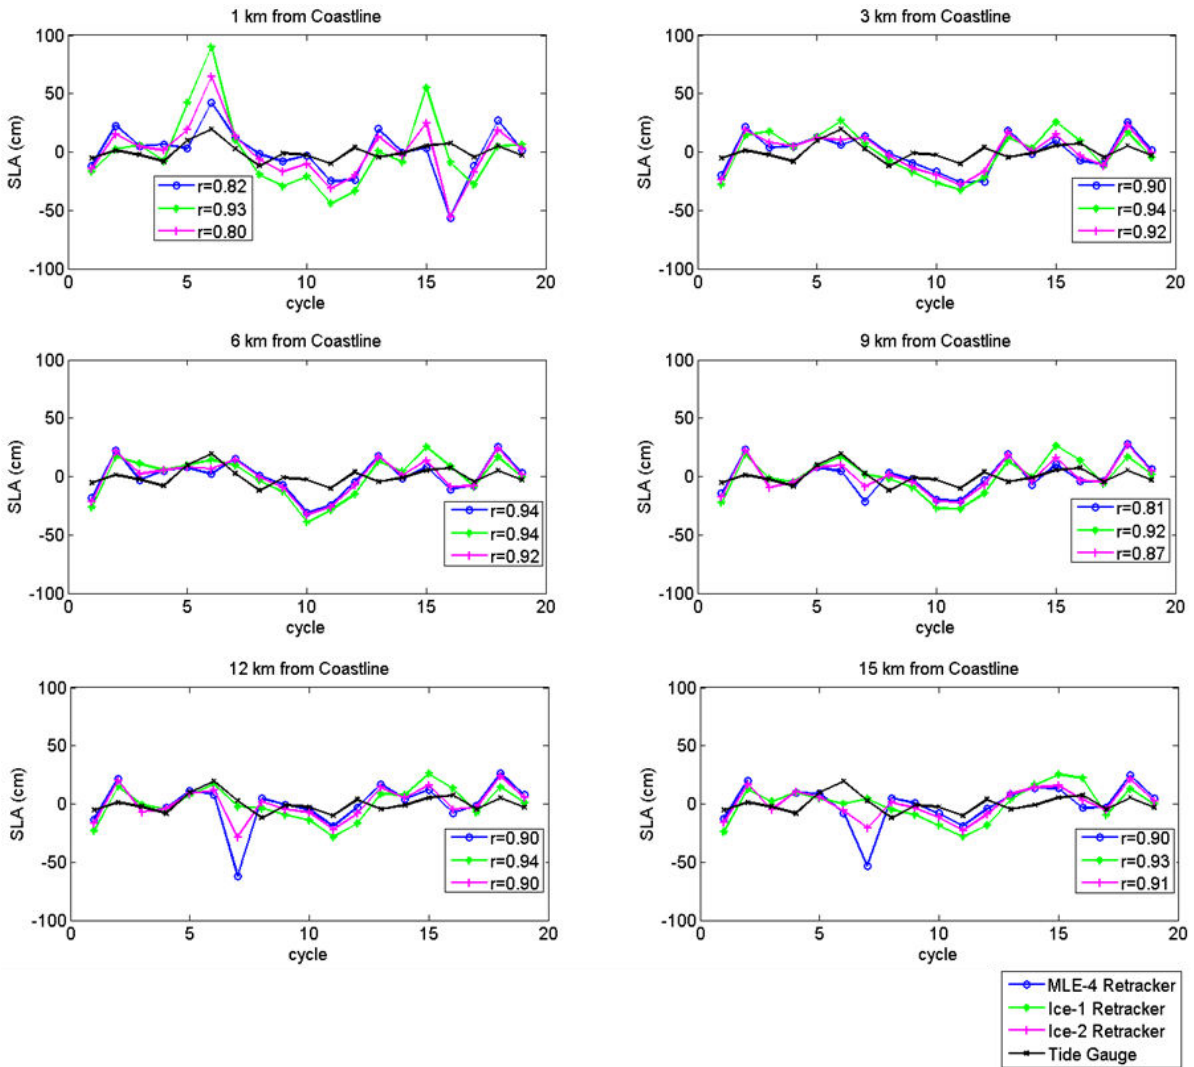 1 km from Coastline
100
50
0
-50
-100
SLA (cm)
r=0.82
r=0.93
r=0.80
0
5
10
15
20
cycle
3 km from Coastline
100
50
0
-50
-100
SLA (cm)
r=0.90
r=0.94
r=0.92
0
5
10
15
20
cycle
6 km from Coastline
100
50
0
-50
-100
SLA (cm)
r=0.94
r=0.94
r=0.92
0
5
10
15
20
cycle
9 km from Coastline
100
50
0
-50
-100
SLA (cm)
r=0.81
r=0.92
r=0.87
0
5
10
15
20
cycle
12 km from Coastline
100
50
0
-50
-100
SLA (cm)
r=0.90
r=0.94
r=0.90
0
5
10
15
20
cycle
15 km from Coastline
100
50
0
-50
-100
SLA (cm)
r=0.90
r=0.93
r=0.91
0
5
10
15
20
cycle
MLE-4 Retracker
Ice-1 Retracker
Ice-2 Retracker
Tide Gauge